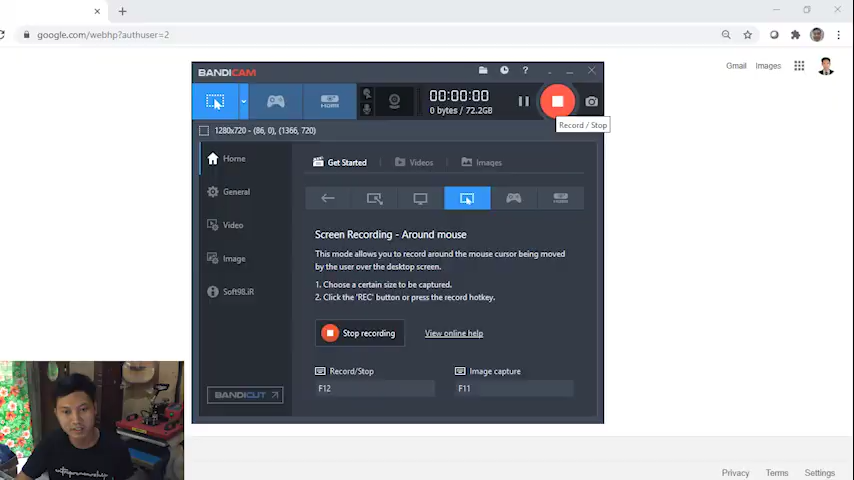 google.com/webhp?authuser=2
Gmail Images
BANDICAM
?
HDMI
00:00:00
0 bytes / 72.2GB
Record / Stop
1280x720 - (86, 0), (1366, 720)
Home
General
Video
Image
Soft98.iR
BANDICUT
Get Started
Videos
Images
Screen Recording - Around mouse
This mode allows you to record around the mouse cursor being moved
by the user over the desktop screen.
1. Choose a certain size to be captured.
2. Click the 'REC' button or press the record hotkey.
Stop recording
View online help
Record/Stop
Image capture
F12
F11
Privacy Terms Settings